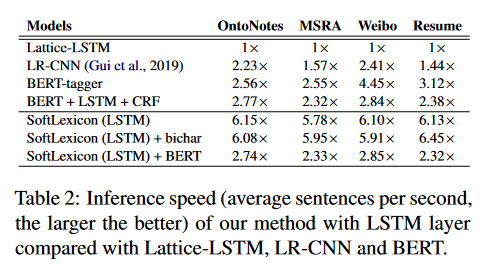 Models OntoNotes MSRA Weibo Resume
Lattice-LSTM 1× 1× 1× 1×
LR-CNN (Gui et al., 2019) 2.23× 1.57× 2.41× 1.44×
BERT-tagger 2.56× 2.55× 4.45× 3.12×
BERT + LSTM + CRF 2.77× 2.32× 2.84× 2.38×
SoftLexicon (LSTM) 6.15× 5.78× 6.10× 6.13×
SoftLexicon (LSTM) + bichar 6.08× 5.95× 5.91× 6.45×
SoftLexicon (LSTM) + BERT 2.74× 2.33× 2.85× 2.32×
Table 2: Inference speed (average sentences per second,
the larger the better) of our method with LSTM layer
compared with Lattice-LSTM, LR-CNN and BERT.